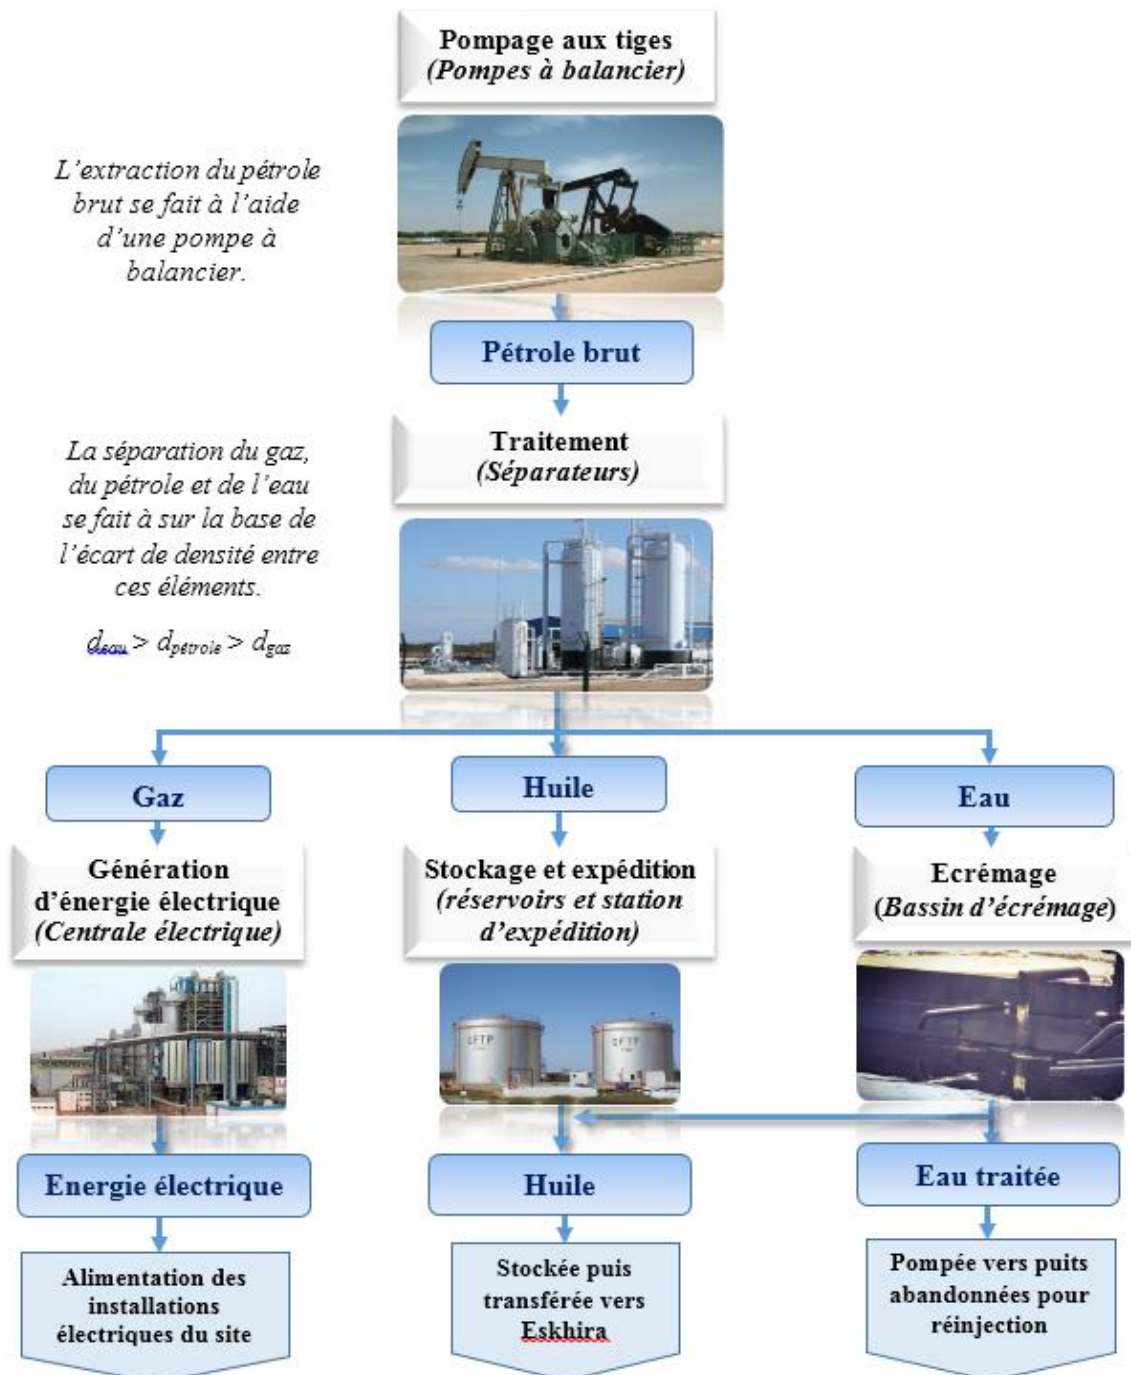 Pompage aux tiges
(Pompes à balancier)
L'extraction du pétrole
brut se fait à l'aide
d'une pompe à
balancier.
Pétrole brut
Traitement
(Séparateurs)
La séparation du gaz,
du pétrole et de l'eau
se fait à sur la base de
l'écart de densité entre
ces éléments.
deau > dpétrole > dgaz
Gaz
Huile
Eau
Génération
d'énergie électrique
(Centrale électrique)
Stockage et expédition
(réservoirs et station
d'expédition)
Ecrémage
(Bassin d'écrémage)
CFTP
CFTP
Energie électrique
Huile
Eau traitée
Alimentation des
installations
électriques du site
Stockée puis
transférée vers
Eskhira
Pompée vers puits
abandonnées pour
réinjection